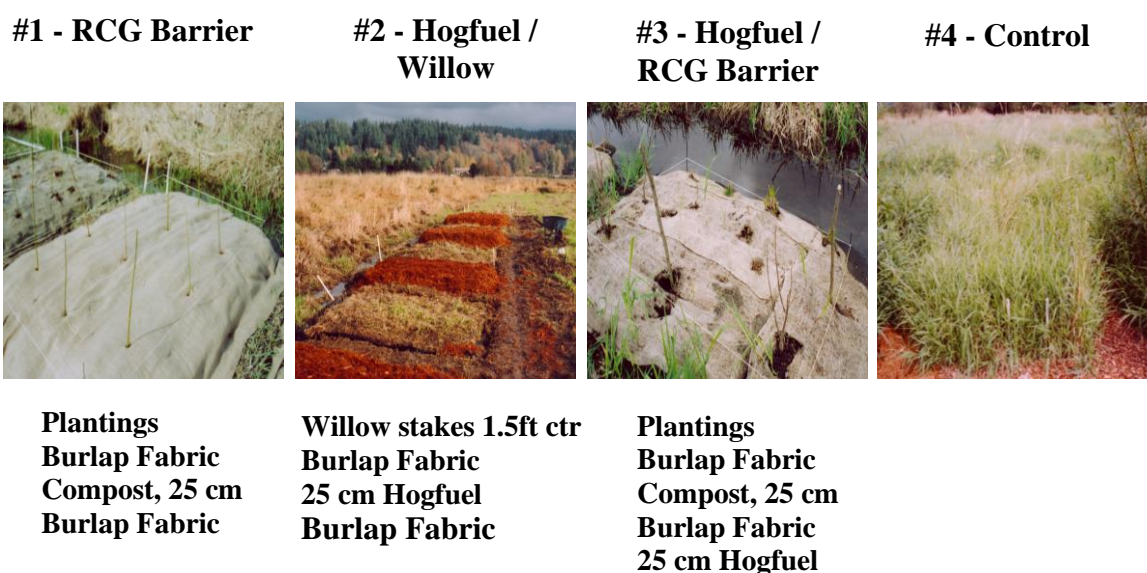 #1 - RCG Barrier
#2 - Hogfuel /
Willow
#3 - Hogfuel /
RCG Barrier
#4 - Control
Plantings
Burlap Fabric
Compost, 25 cm
Burlap Fabric
Willow stakes 1.5ft ctr
Burlap Fabric
25 cm Hogfuel
Burlap Fabric
Plantings
Burlap Fabric
Compost, 25 cm
Burlap Fabric
25 cm Hogfuel